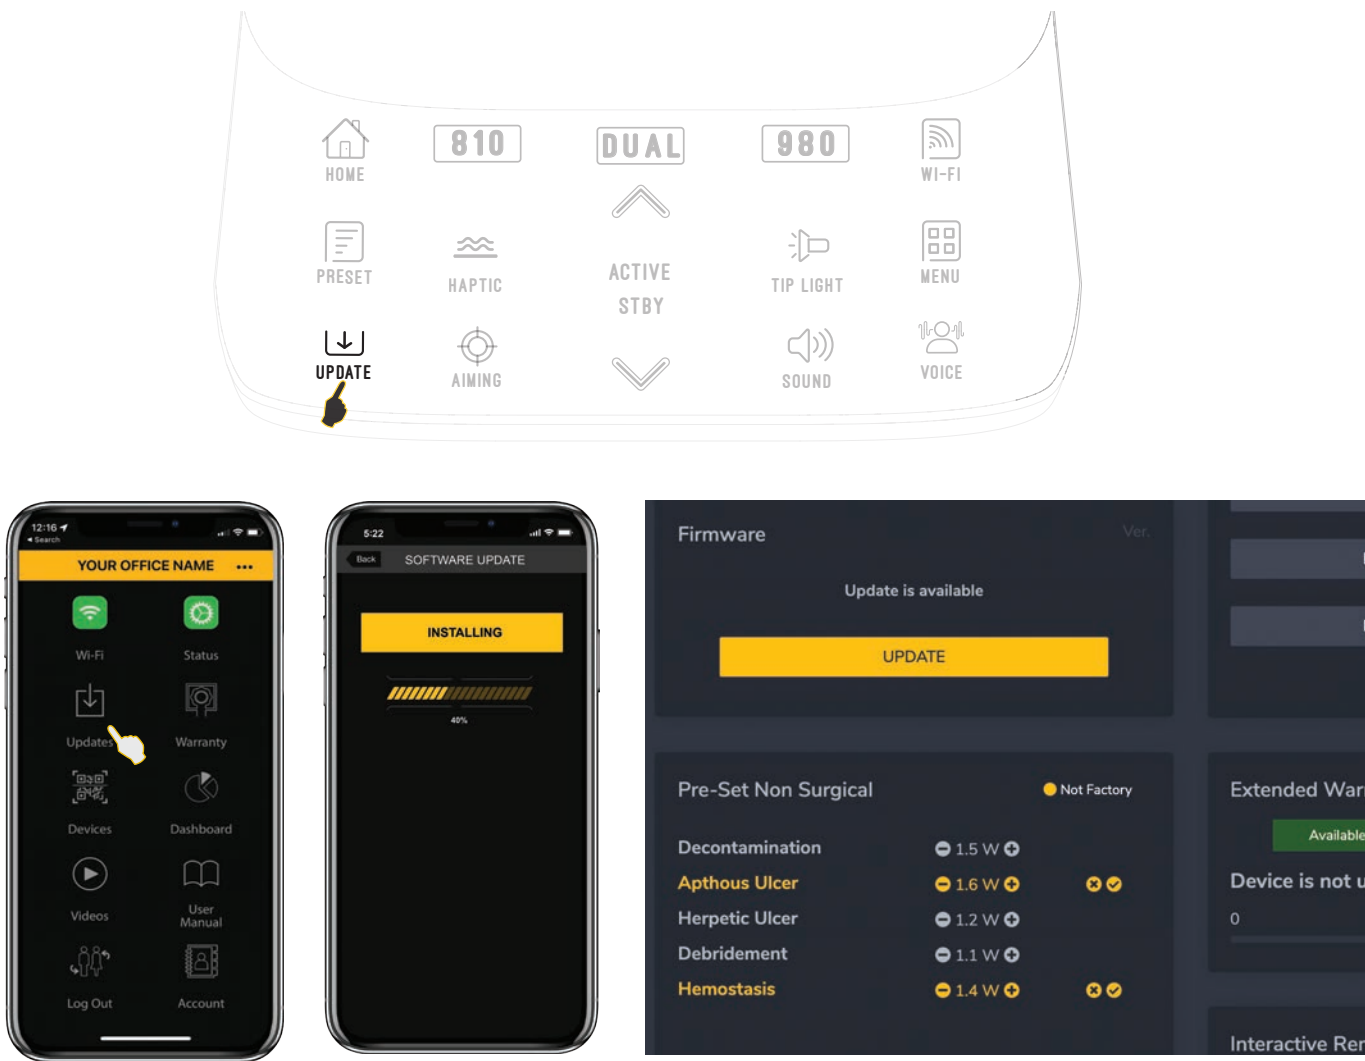 810
DUAL
980
HOME
WI-FI
PRESET
HAPTIC
ACTIVE
STBY
TIP LIGHT
MENU
UPDATE
AIMING
SOUND
VOICE
12:16
Search
YOUR OFFICE NAME •••
Wi-Fi
Status
Updates
Warranty
Devices
Dashboard
Videos
User
Manual
Log Out
Account
5:22
Back
SOFTWARE UPDATE
INSTALLING
40%
Firmware
Ver.
Update is available
UPDATE
Pre-Set Non Surgical
Not Factory
Decontamination 1.5 W
Apthous Ulcer 1.6 W
Herpetic Ulcer 1.2 W
Debridement 1.1 W
Hemostasis 1.4 W
Extended War
Available
Device is not u
0
Interactive Rer